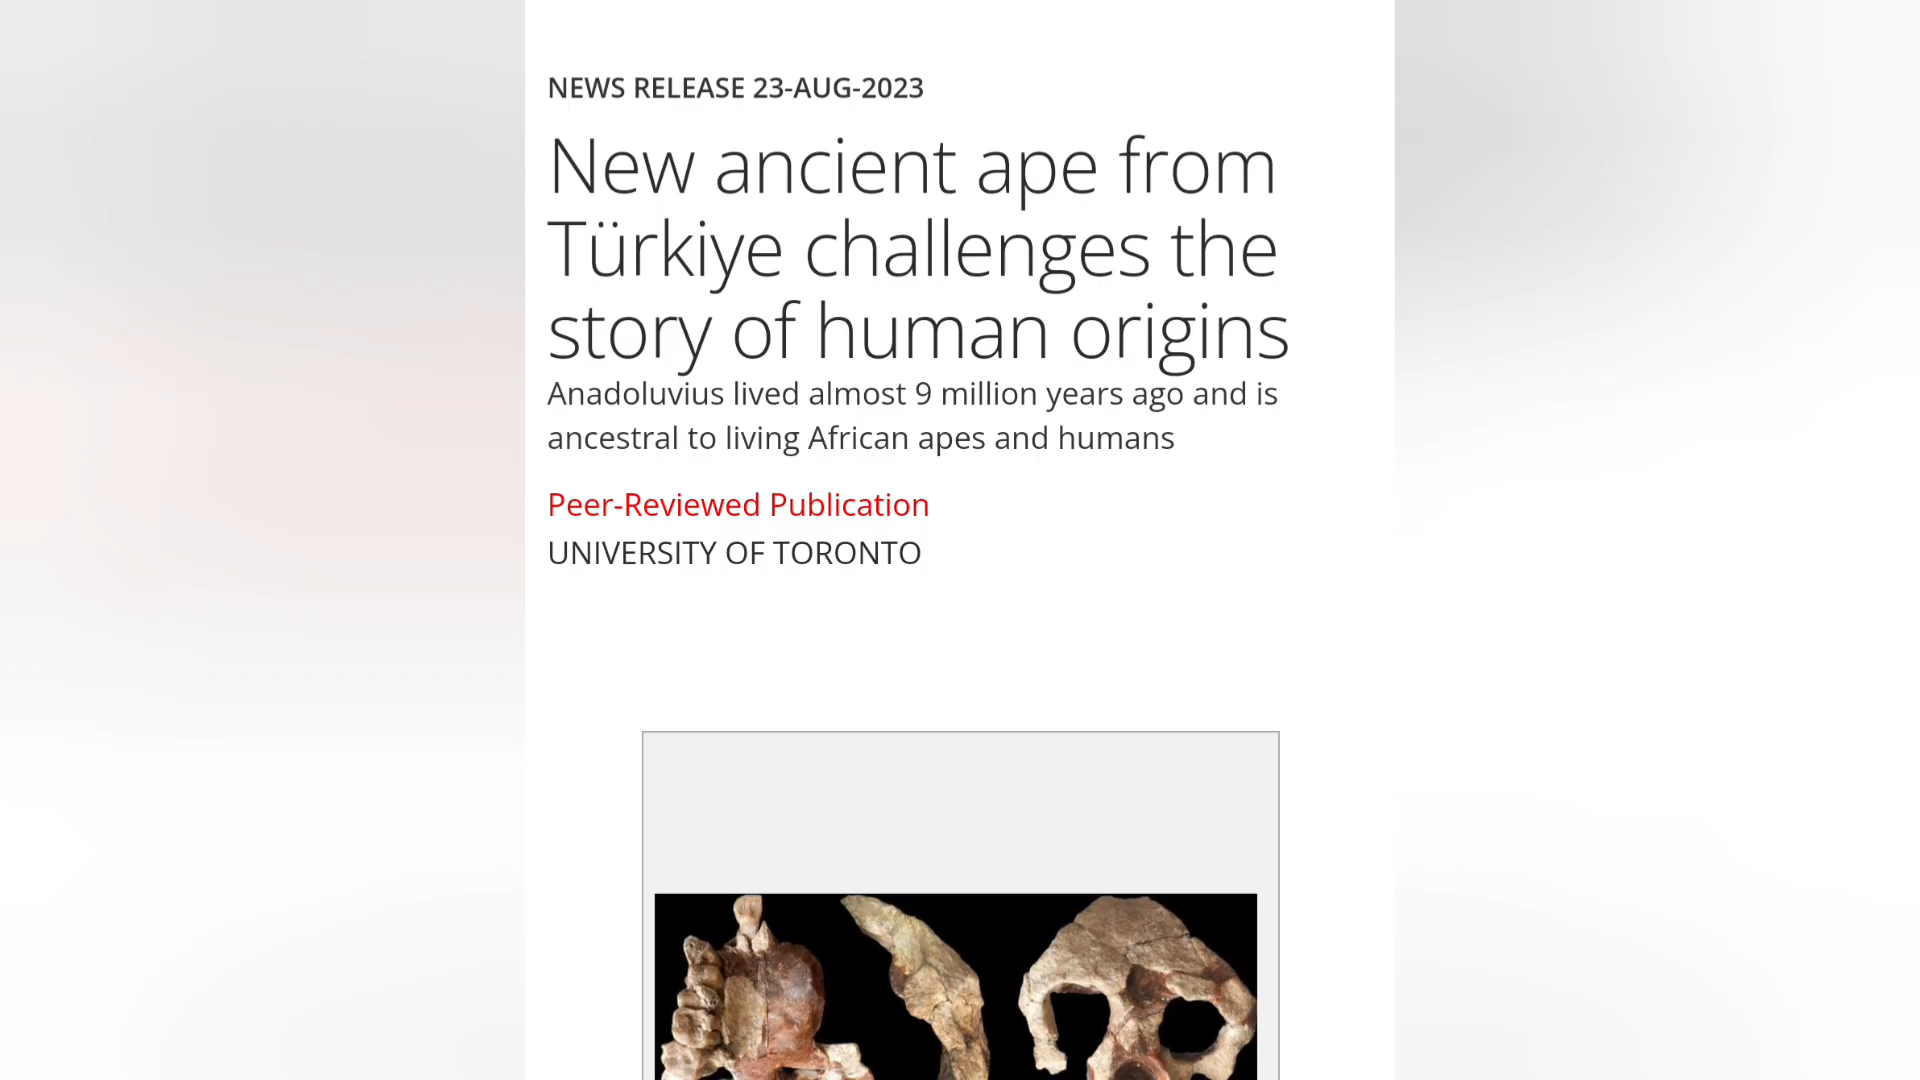 NEWS RELEASE 23-AUG-2023
New ancient ape from
Türkiye challenges the
story of human origins
Anadoluvius lived almost 9 million years ago and is
ancestral to living African apes and humans
Peer-Reviewed Publication
UNIVERSITY OF TORONTO